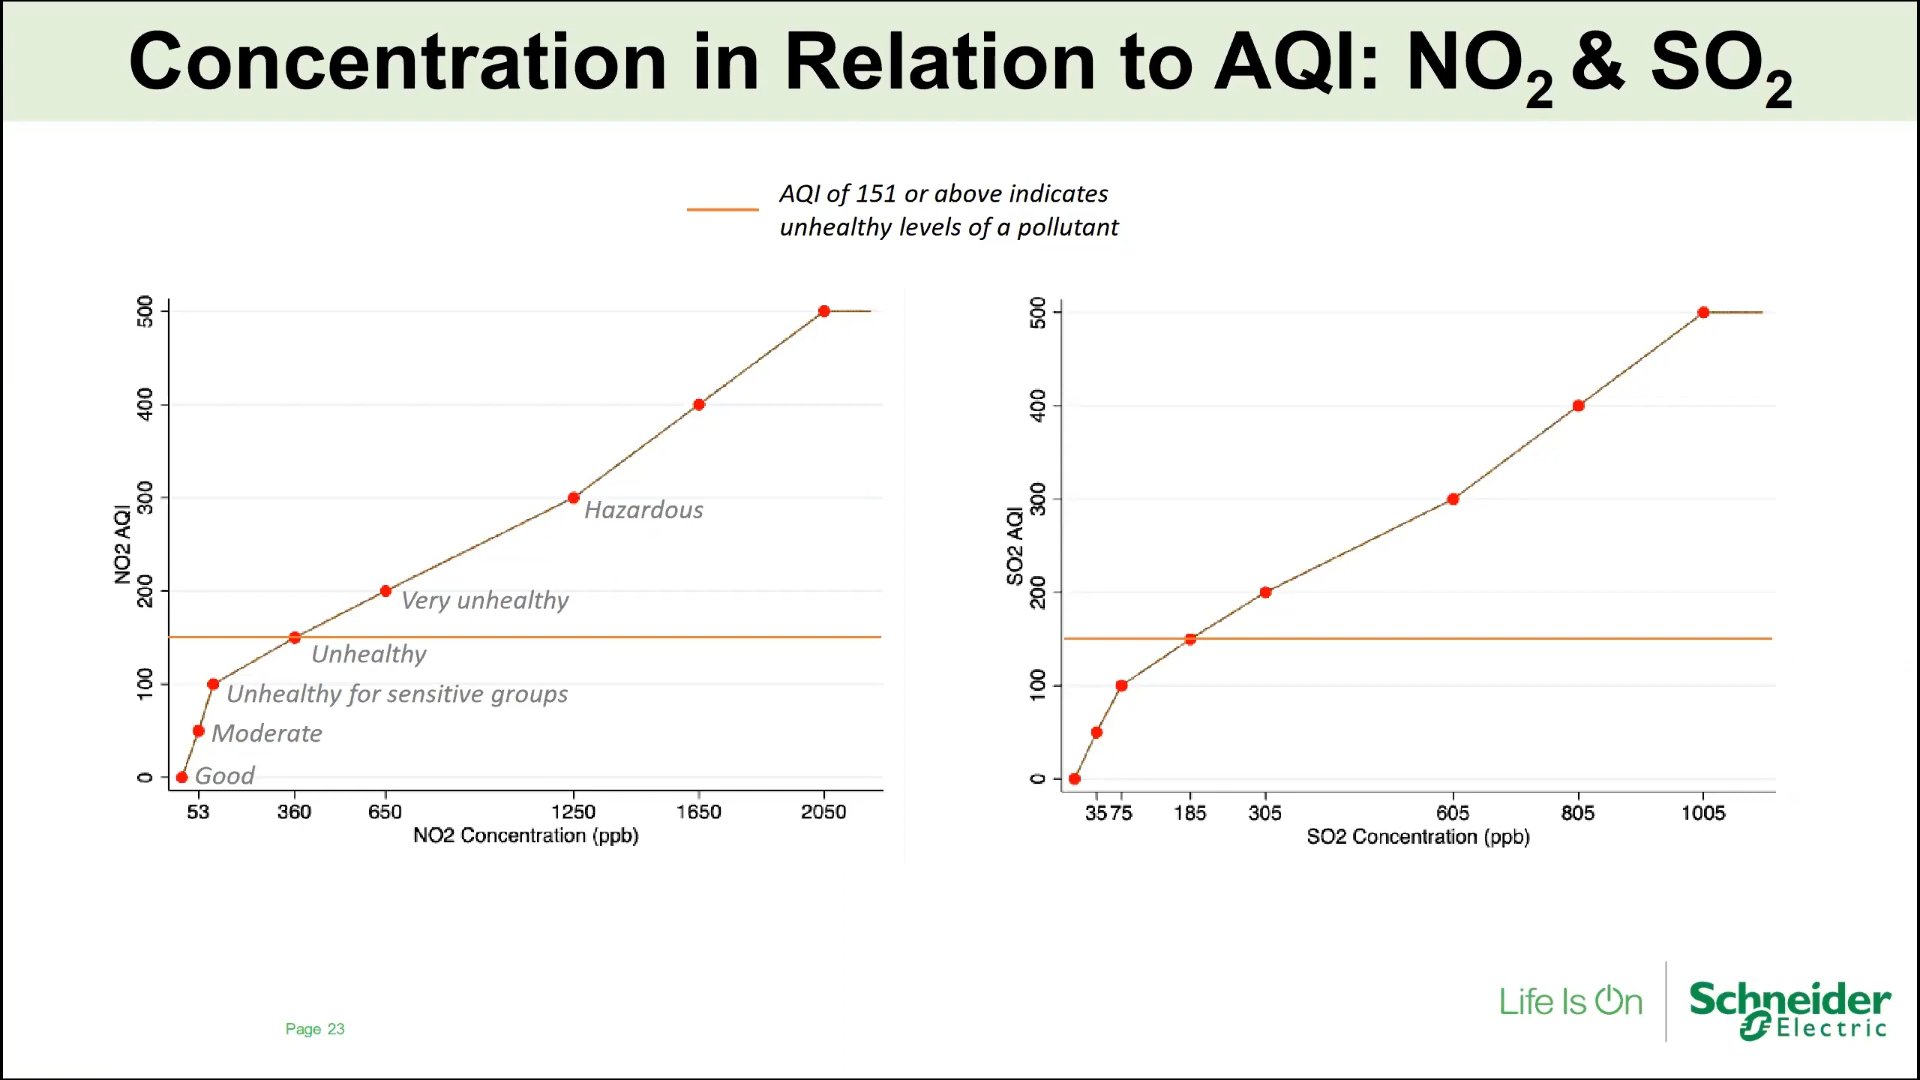 Concentration in Relation to AQI: NO2 & SO2
AQI of 151 or above indicates
unhealthy levels of a pollutant
NO2 AQI
500
400
300
200
100
0
Hazardous
Very unhealthy
Unhealthy
Unhealthy for sensitive groups
Moderate
Good
53 360 650 1250 1650 2050
NO2 Concentration (ppb)
SO2 AQI
500
400
300
200
100
0
35 75 185 305 605 805 1005
SO2 Concentration (ppb)
Page 23
Life Is On
Schneider
Electric